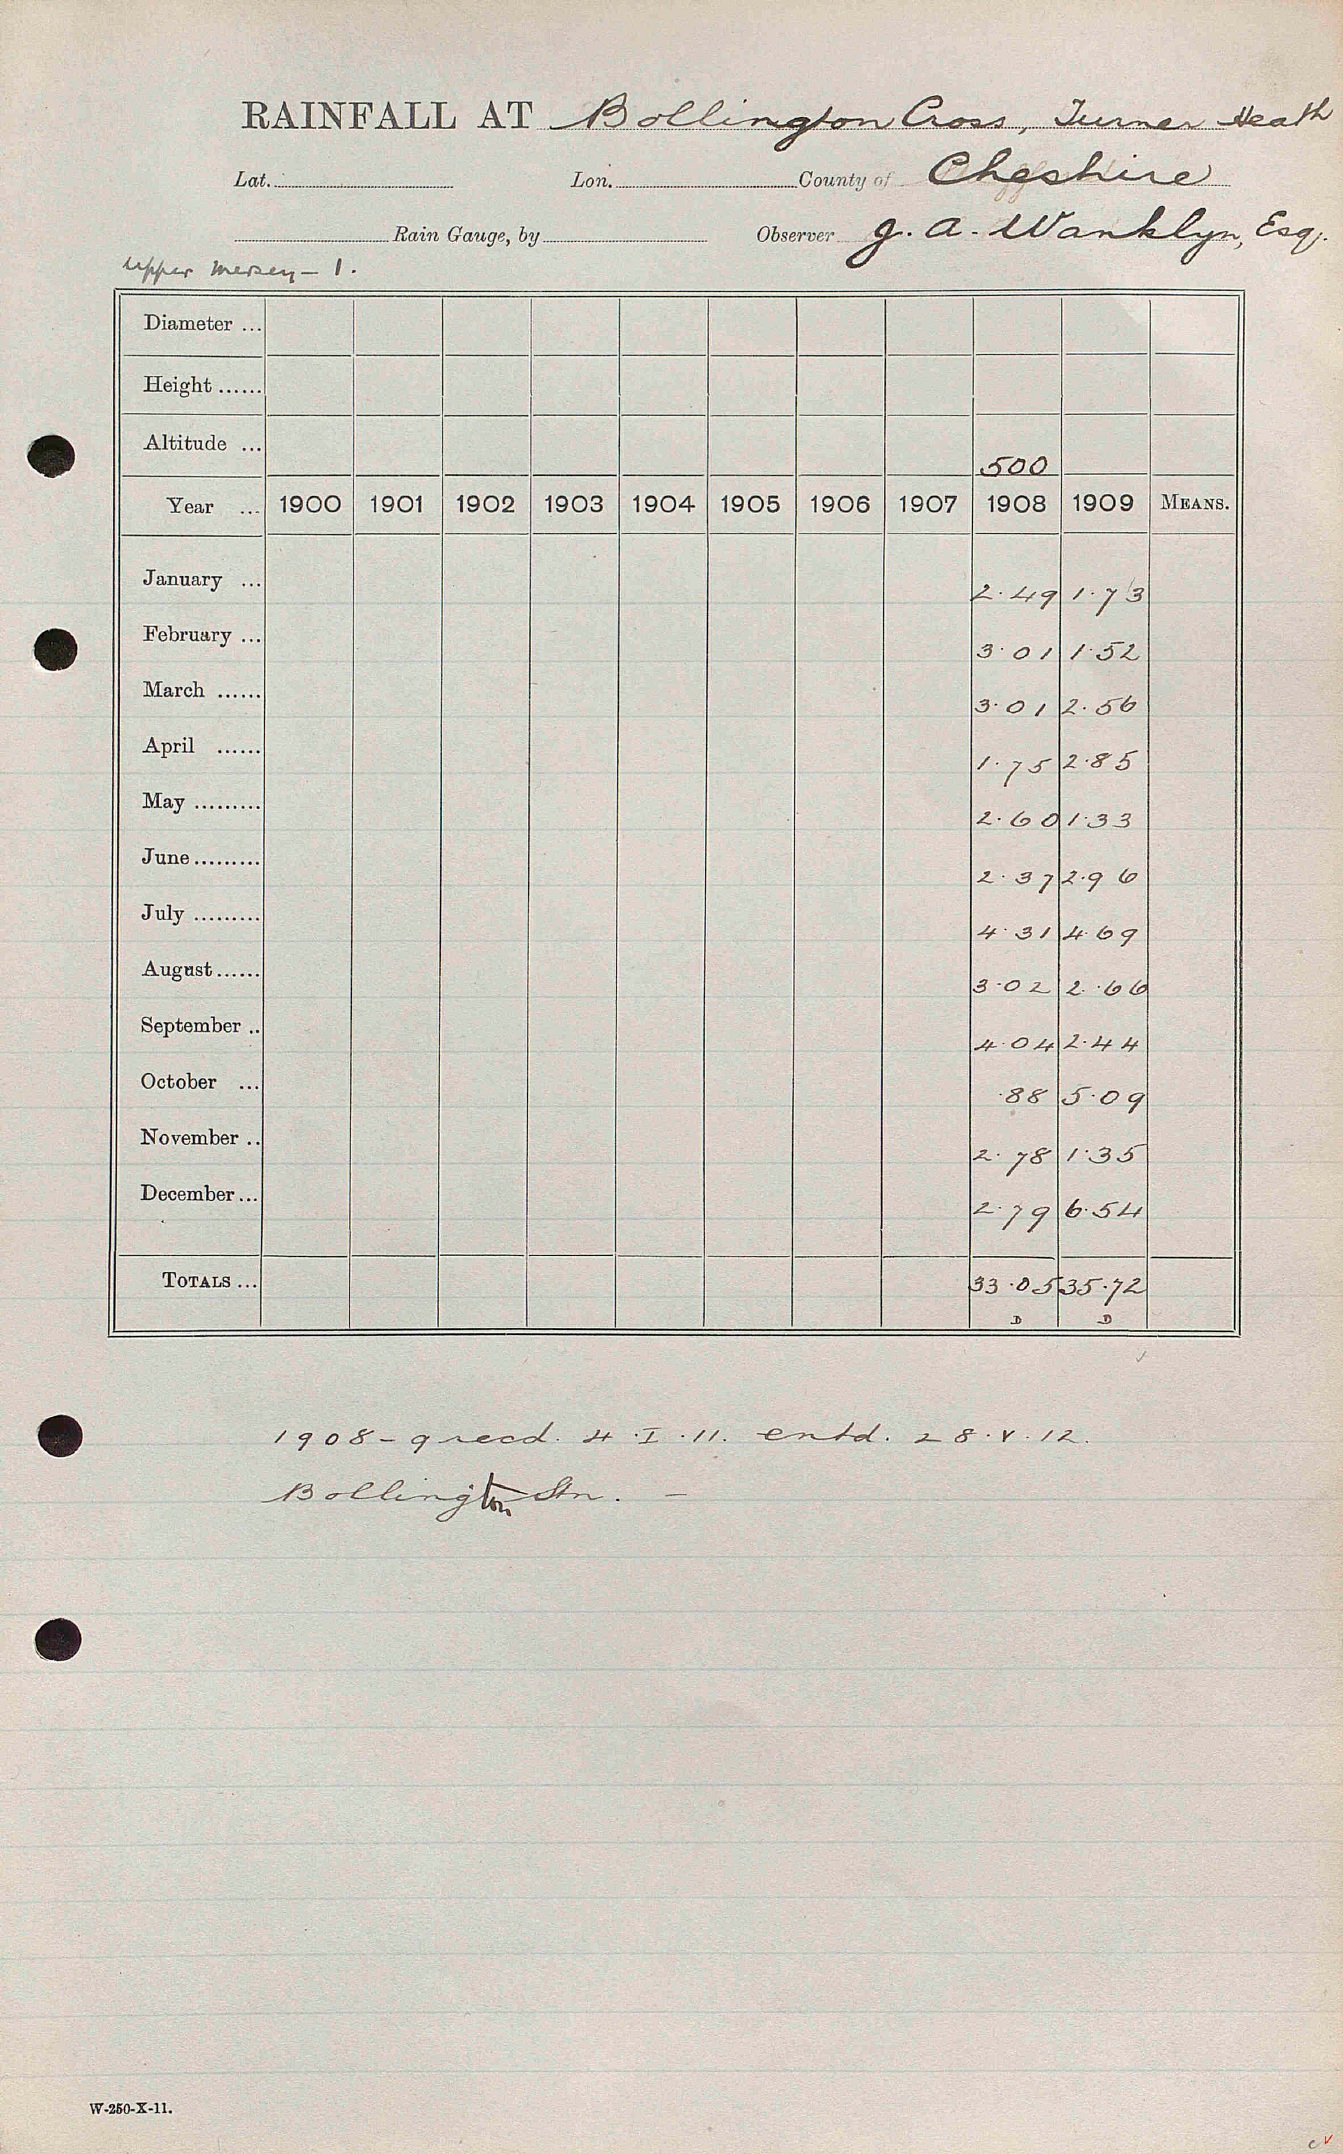 RAINFALL AT Bollington Cross, Turner Heath
Lat. Lon. County of Cheshire
Rain Gauge, by Observer J. A. Wanklyn, Esq.
Upper Mersey - 1.
Diameter ...
Height ......
Altitude ... 500
Year ... 1900 1901 1902 1903 1904 1905 1906 1907 1908 1909 MEANS.
January ... 2.49 1.73
February ... 3.01 1.52
March ...... 3.01 2.56
April ...... 1.75 2.85
May ......... 2.60 1.33
June ......... 2.37 2.96
July ......... 4.31 4.69
August ...... 3.02 2.66
September .. 4.04 2.44
October ... .88 5.09
November .. 2.78 1.35
December ... 2.79 6.54
TOTALS ... 33.05 35.72
D D
1908-9 recd. 4.I.11. entd. 28.V.12.
Bollington Stn. -
W-250-X-11.